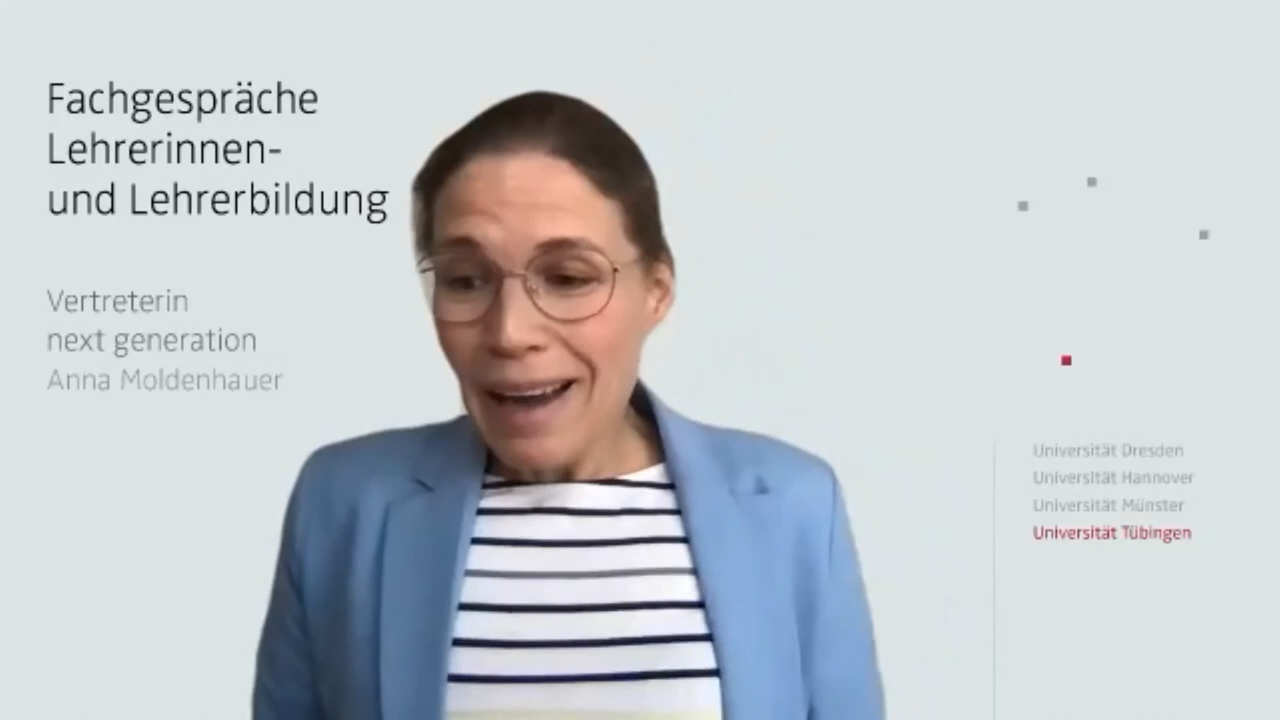 Fachgespräche
Lehrerinnen-
und Lehrerbildung
Vertreterin
next generation
Anna Moldenhauer
Universität Dresden
Universität Hannover
Universität Münster
Universität Tübingen